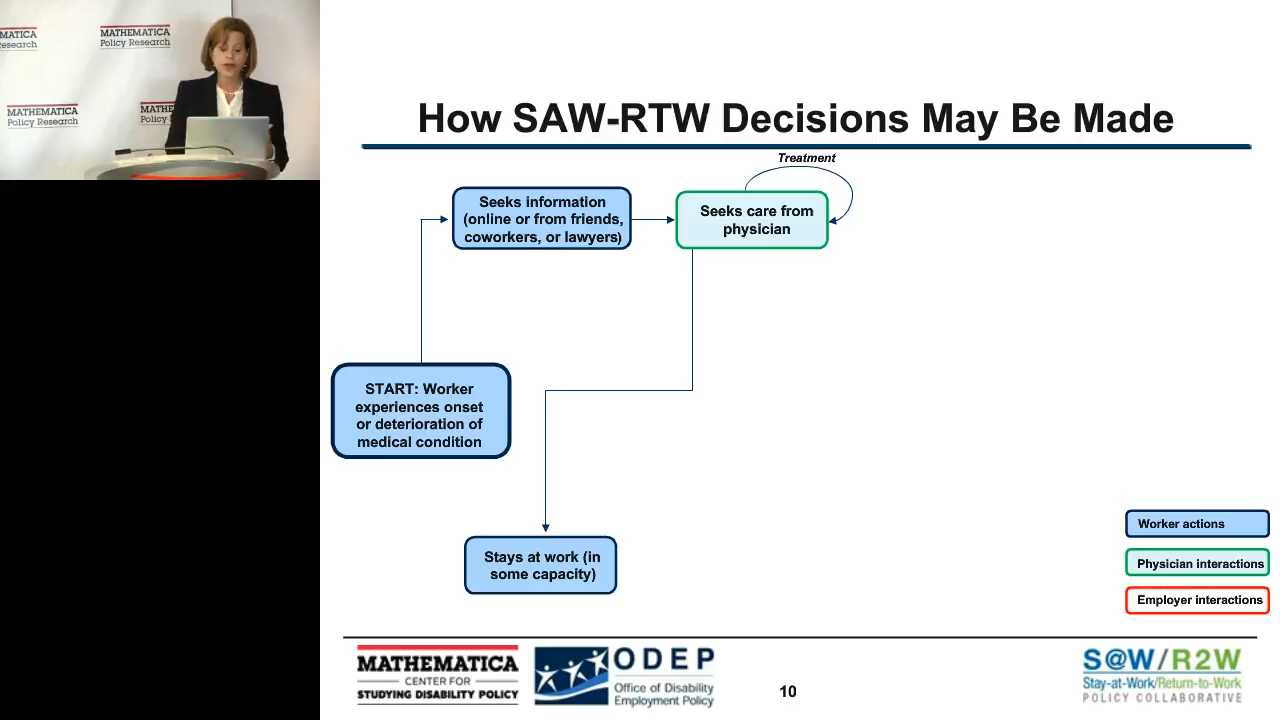 MATHEMATICA
Policy Research
MATHEMATICA
Policy Research
MATHEMATICA
Policy Research
How SAW-RTW Decisions May Be Made
Treatment
Seeks information
(online or from friends,
coworkers, or lawyers)
Seeks care from
physician
START: Worker
experiences onset
or deterioration of
medical condition
Stays at work (in
some capacity)
Worker actions
Physician interactions
Employer interactions
MATHEMATICA
CENTER FOR
STUDYING DISABILITY POLICY
ODEP
Office of Disability
Employment Policy
10
S@W/R2W
Stay-at-Work/Return-to-Work
POLICY COLLABORATIVE